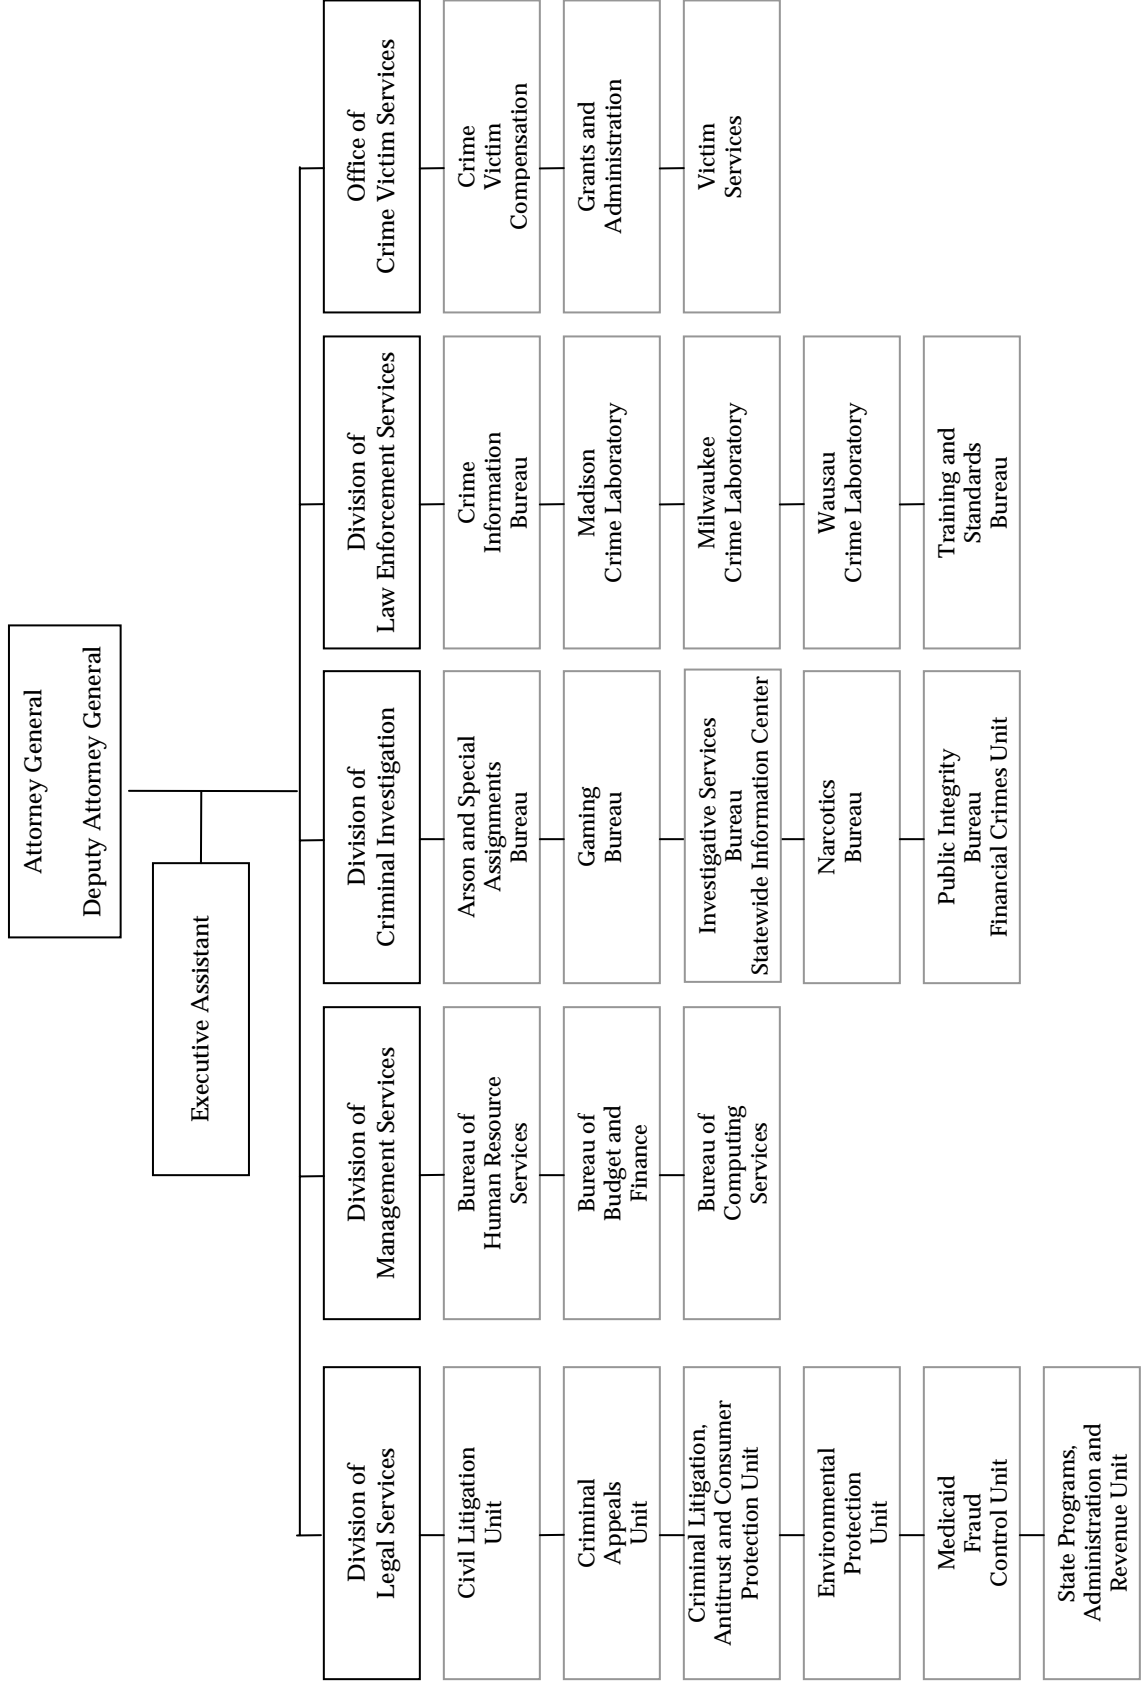 Attorney General
Deputy Attorney General
Executive Assistant
Division of
Legal Services
Civil Litigation
Unit
Criminal
Appeals
Unit
Criminal Litigation,
Antitrust and Consumer
Protection Unit
Environmental
Protection
Unit
Medicaid
Fraud
Control Unit
State Programs,
Administration and
Revenue Unit
Division of
Management Services
Bureau of
Human Resource
Services
Bureau of
Budget and
Finance
Bureau of
Computing
Services
Division of
Criminal Investigation
Arson and Special
Assignments
Bureau
Gaming
Bureau
Investigative Services
Bureau
Statewide Information Center
Narcotics
Bureau
Public Integrity
Bureau
Financial Crimes Unit
Division of
Law Enforcement Services
Crime
Information
Bureau
Madison
Crime Laboratory
Milwaukee
Crime Laboratory
Wausau
Crime Laboratory
Training and
Standards
Bureau
Office of
Crime Victim Services
Crime
Victim
Compensation
Grants and
Administration
Victim
Services